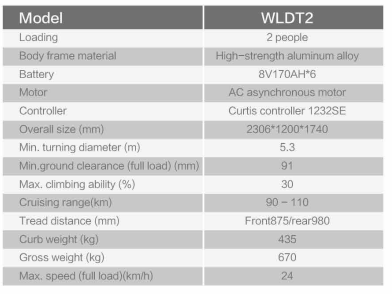 Model WLDT2
Loading 2 people
Body frame material High-strength aluminum alloy
Battery 8V170AH*6
Motor AC asynchronous motor
Controller Curtis controller 1232SE
Overall size (mm) 2306*1200*1740
Min. turning diameter (m) 5.3
Min.ground clearance (full load) (mm) 91
Max. climbing ability (%) 30
Cruising range(km) 90 - 110
Tread distance (mm) Front875/rear980
Curb weight (kg) 435
Gross weight (kg) 670
Max. speed (full load)(km/h) 24